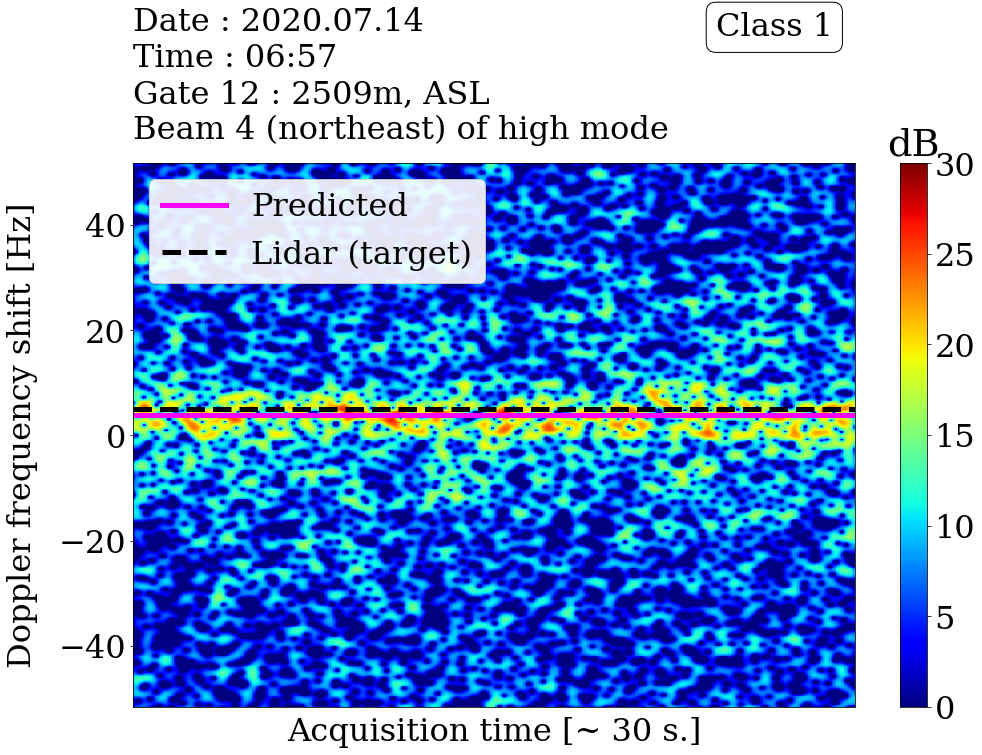 Date : 2020.07.14
Time : 06:57
Gate 12 : 2509m, ASL
Beam 4 (northeast) of high mode
Class 1
dB
Predicted
Lidar (target)
Doppler frequency shift [Hz]
40
20
0
−20
−40
Acquisition time [~ 30 s.]
30
25
20
15
10
5
0